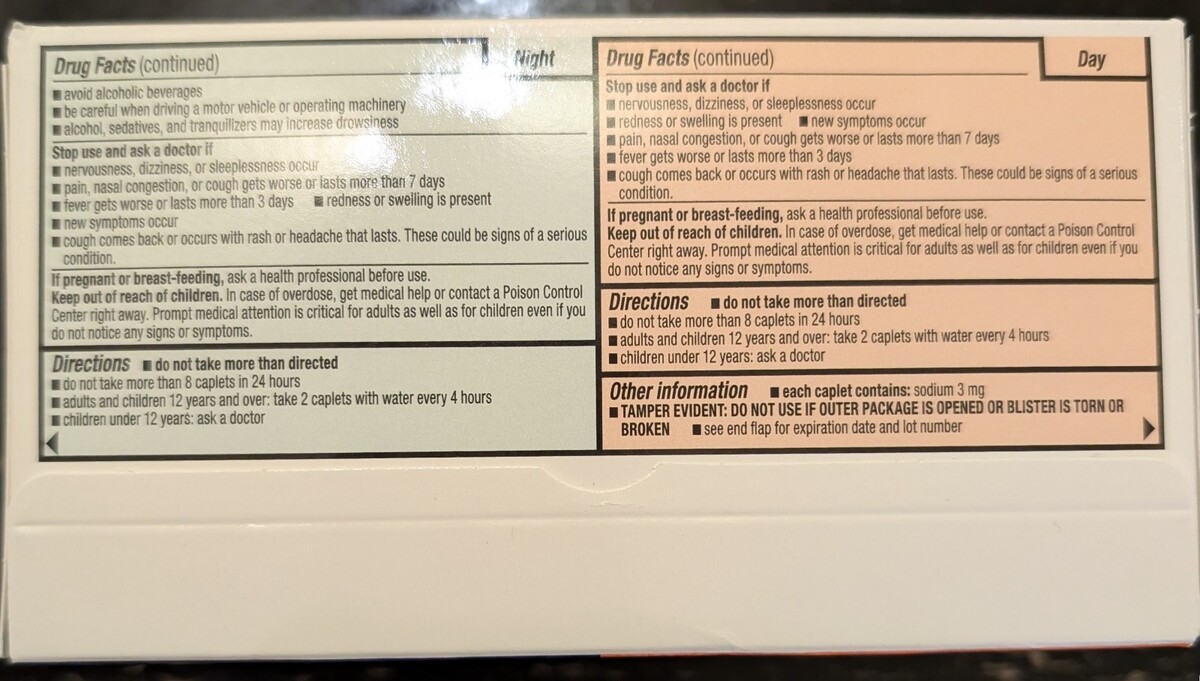 Drug Facts (continued)
Night
■ avoid alcoholic beverages
■ be careful when driving a motor vehicle or operating machinery
■ alcohol, sedatives, and tranquilizers may increase drowsiness
Stop use and ask a doctor if
■ nervousness, dizziness, or sleeplessness occur
■ pain, nasal congestion, or cough gets worse or lasts more than 7 days
■ fever gets worse or lasts more than 3 days ■ redness or swelling is present
■ new symptoms occur
■ cough comes back or occurs with rash or headache that lasts. These could be signs of a serious
condition.
If pregnant or breast-feeding, ask a health professional before use.
Keep out of reach of children. In case of overdose, get medical help or contact a Poison Control
Center right away. Prompt medical attention is critical for adults as well as for children even if you
do not notice any signs or symptoms.
Directions ■ do not take more than directed
■ do not take more than 8 caplets in 24 hours
■ adults and children 12 years and over: take 2 caplets with water every 4 hours
■ children under 12 years: ask a doctor
Drug Facts (continued)
Day
Stop use and ask a doctor if
■ nervousness, dizziness, or sleeplessness occur
■ redness or swelling is present ■ new symptoms occur
■ pain, nasal congestion, or cough gets worse or lasts more than 7 days
■ fever gets worse or lasts more than 3 days
■ cough comes back or occurs with rash or headache that lasts. These could be signs of a serious
condition.
If pregnant or breast-feeding, ask a health professional before use.
Keep out of reach of children. In case of overdose, get medical help or contact a Poison Control
Center right away. Prompt medical attention is critical for adults as well as for children even if you
do not notice any signs or symptoms.
Directions ■ do not take more than directed
■ do not take more than 8 caplets in 24 hours
■ adults and children 12 years and over: take 2 caplets with water every 4 hours
■ children under 12 years: ask a doctor
Other information ■ each caplet contains: sodium 3 mg
■ TAMPER EVIDENT: DO NOT USE IF OUTER PACKAGE IS OPENED OR BLISTER IS TORN OR
BROKEN ■ see end flap for expiration date and lot number